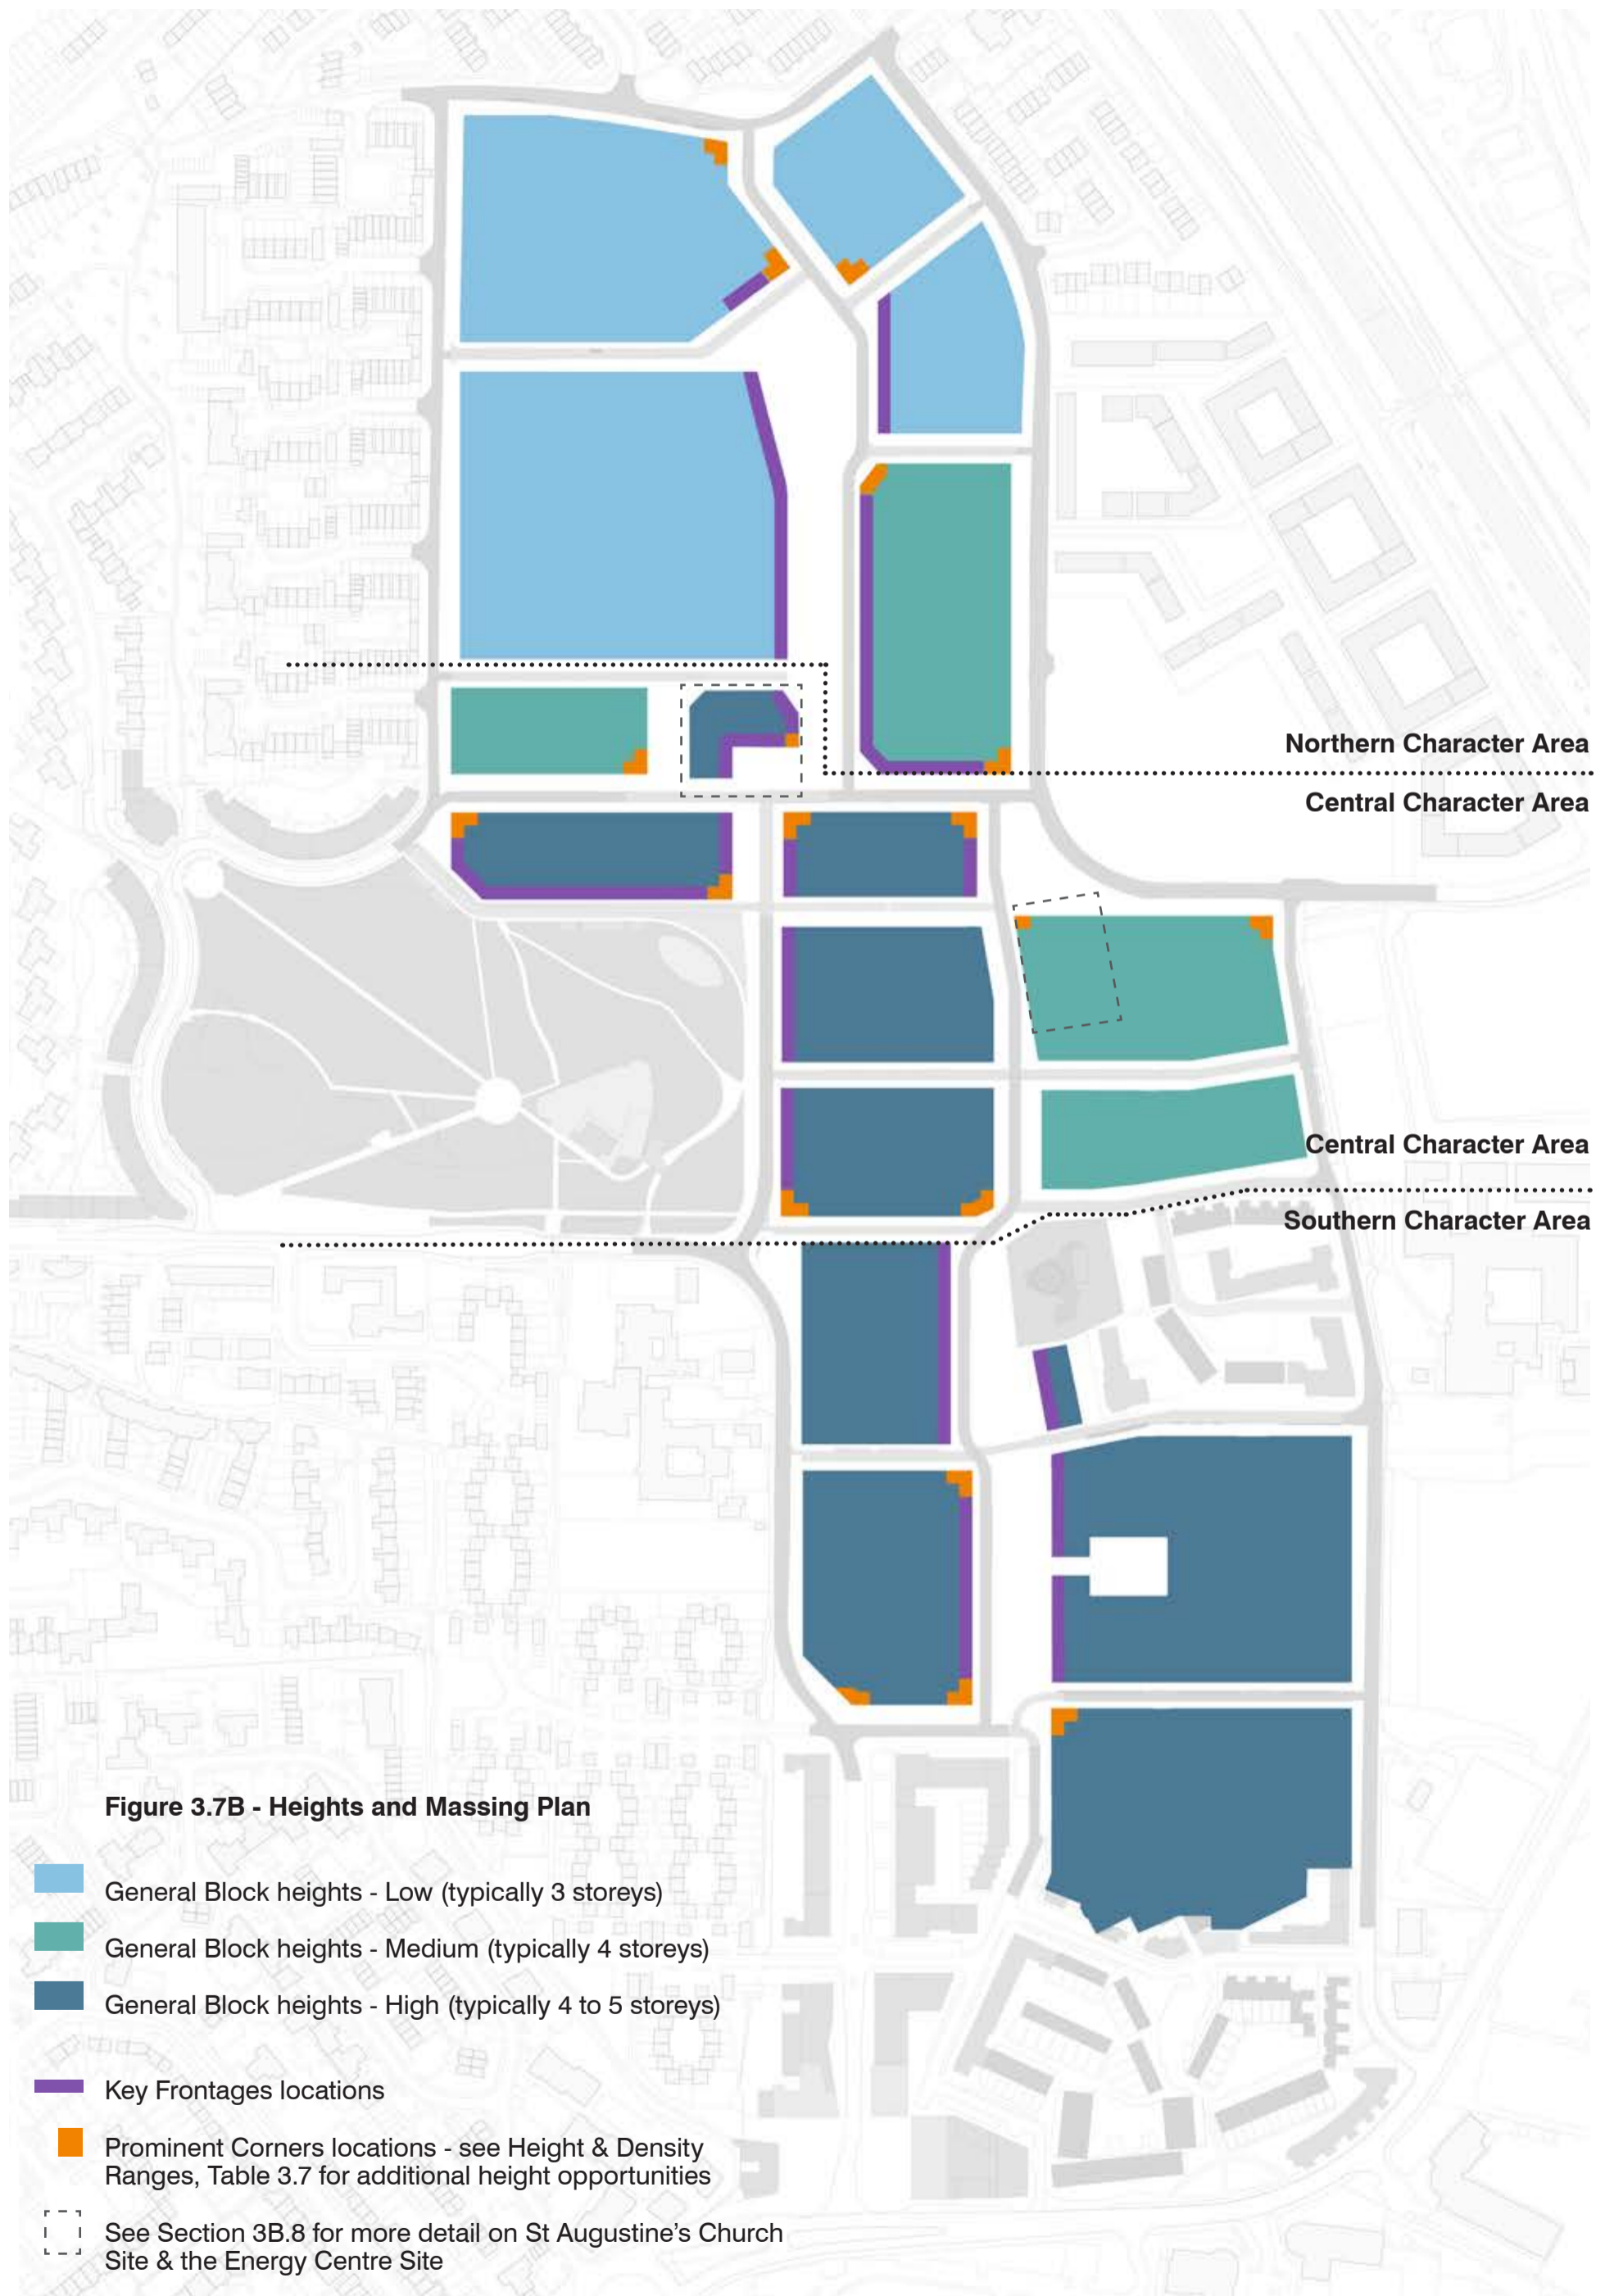 Northern Character Area
Central Character Area
Central Character Area
Southern Character Area
Figure 3.7B - Heights and Massing Plan
General Block heights - Low (typically 3 storeys)
General Block heights - Medium (typically 4 storeys)
General Block heights - High (typically 4 to 5 storeys)
Key Frontages locations
Prominent Corners locations - see Height & Density
Ranges, Table 3.7 for additional height opportunities
See Section 3B.8 for more detail on St Augustine’s Church
Site & the Energy Centre Site